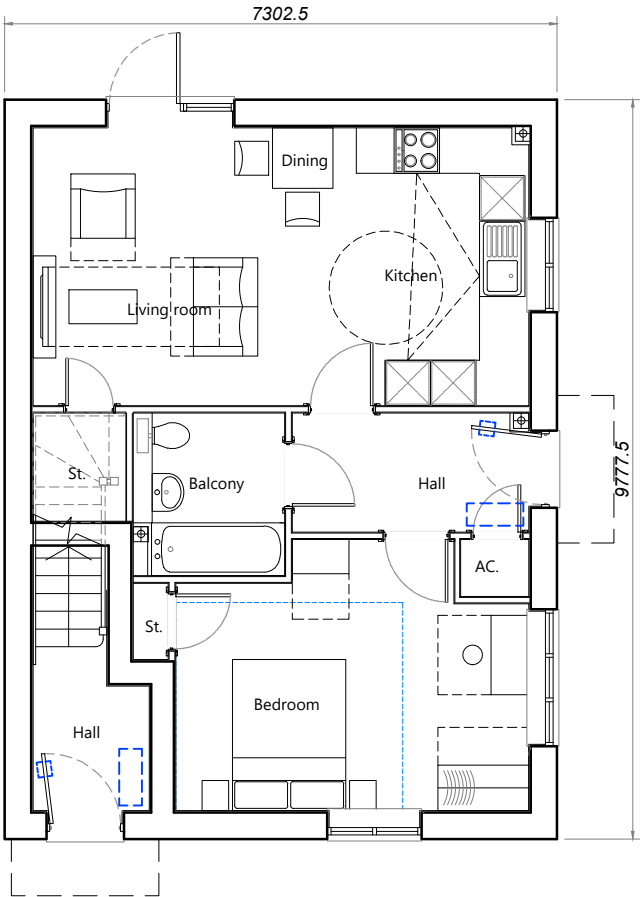 7302.5
Dining
Kitchen
Living room
St.
Balcony
Hall
9777.5
AC.
St.
Bedroom
Hall